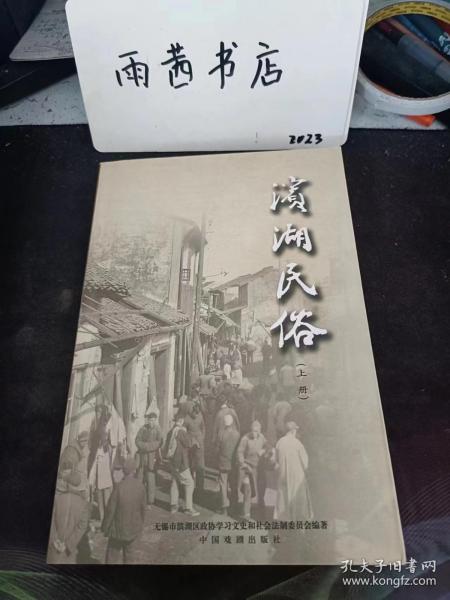 雨茜书店
2023
濱湖民俗
（上册）
无锡市滨湖区政协学习文史和社会法制委员会编著
中国戏剧出版社
孔夫子旧书网
www.kongfz.com